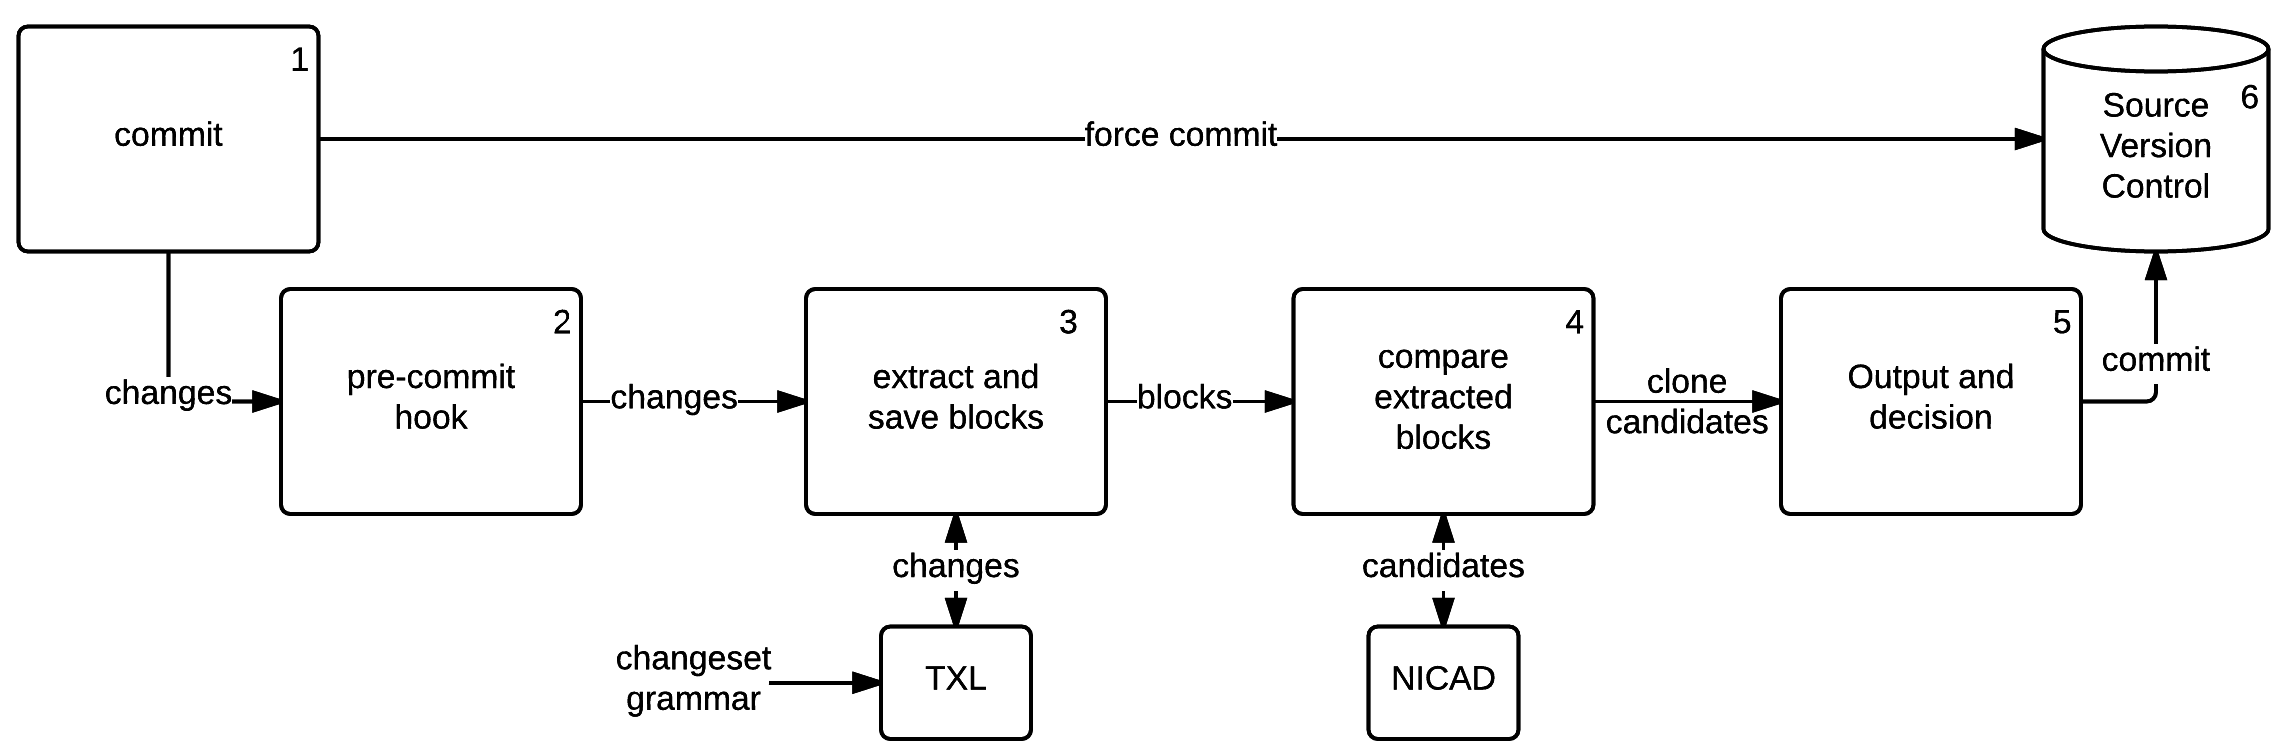 1
commit
force commit
6
Source
Version
Control
changes
2
pre-commit
hook
changes
3
extract and
save blocks
blocks
4
compare
extracted
blocks
clone
candidates
5
Output and
decision
commit
changes
candidates
changeset
grammar
TXL
NICAD